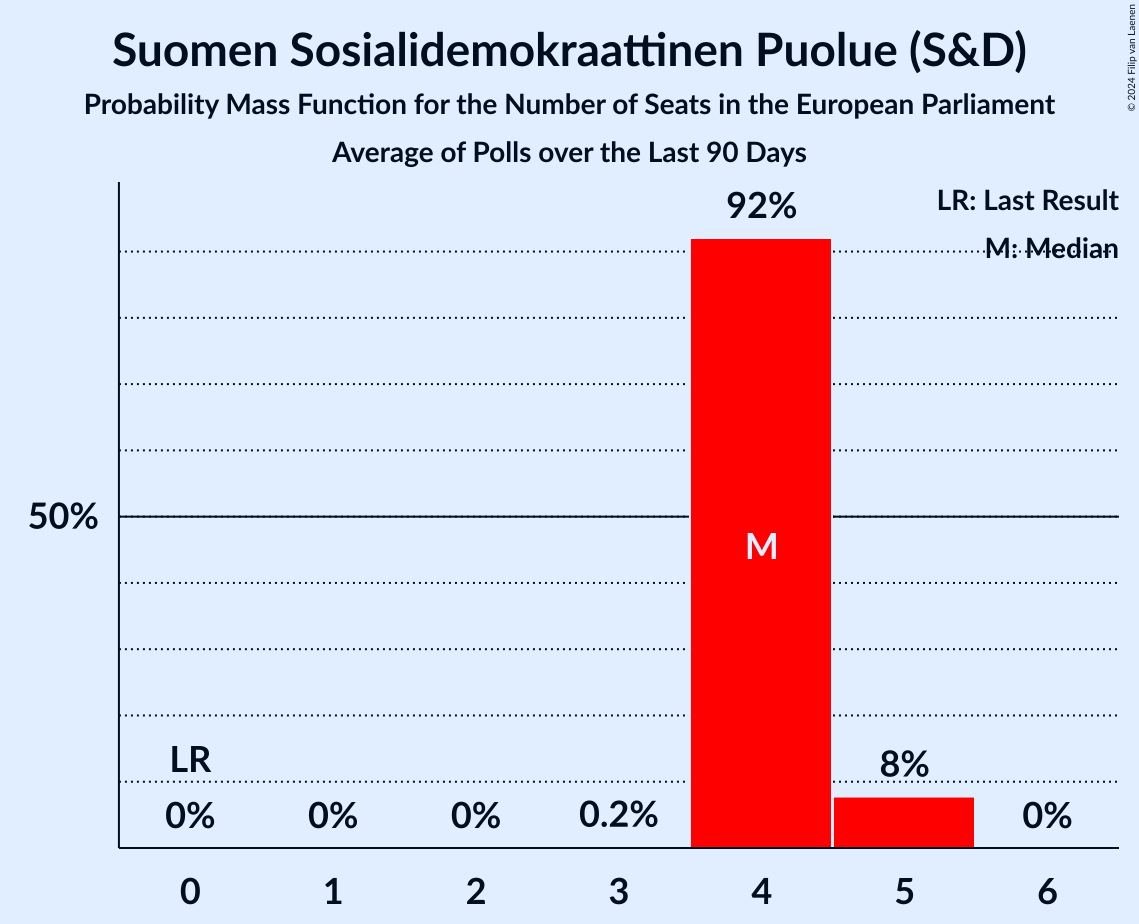 Suomen Sosialidemokraattinen Puolue (S&D)
Probability Mass Function for the Number of Seats in the European Parliament
Average of Polls over the Last 90 Days
© 2024 Filip van Laenen
LR: Last Result
M: Median
92%
50%
M
LR
8%
0%
0%
0%
0.2%
0%
0
1
2
3
4
5
6